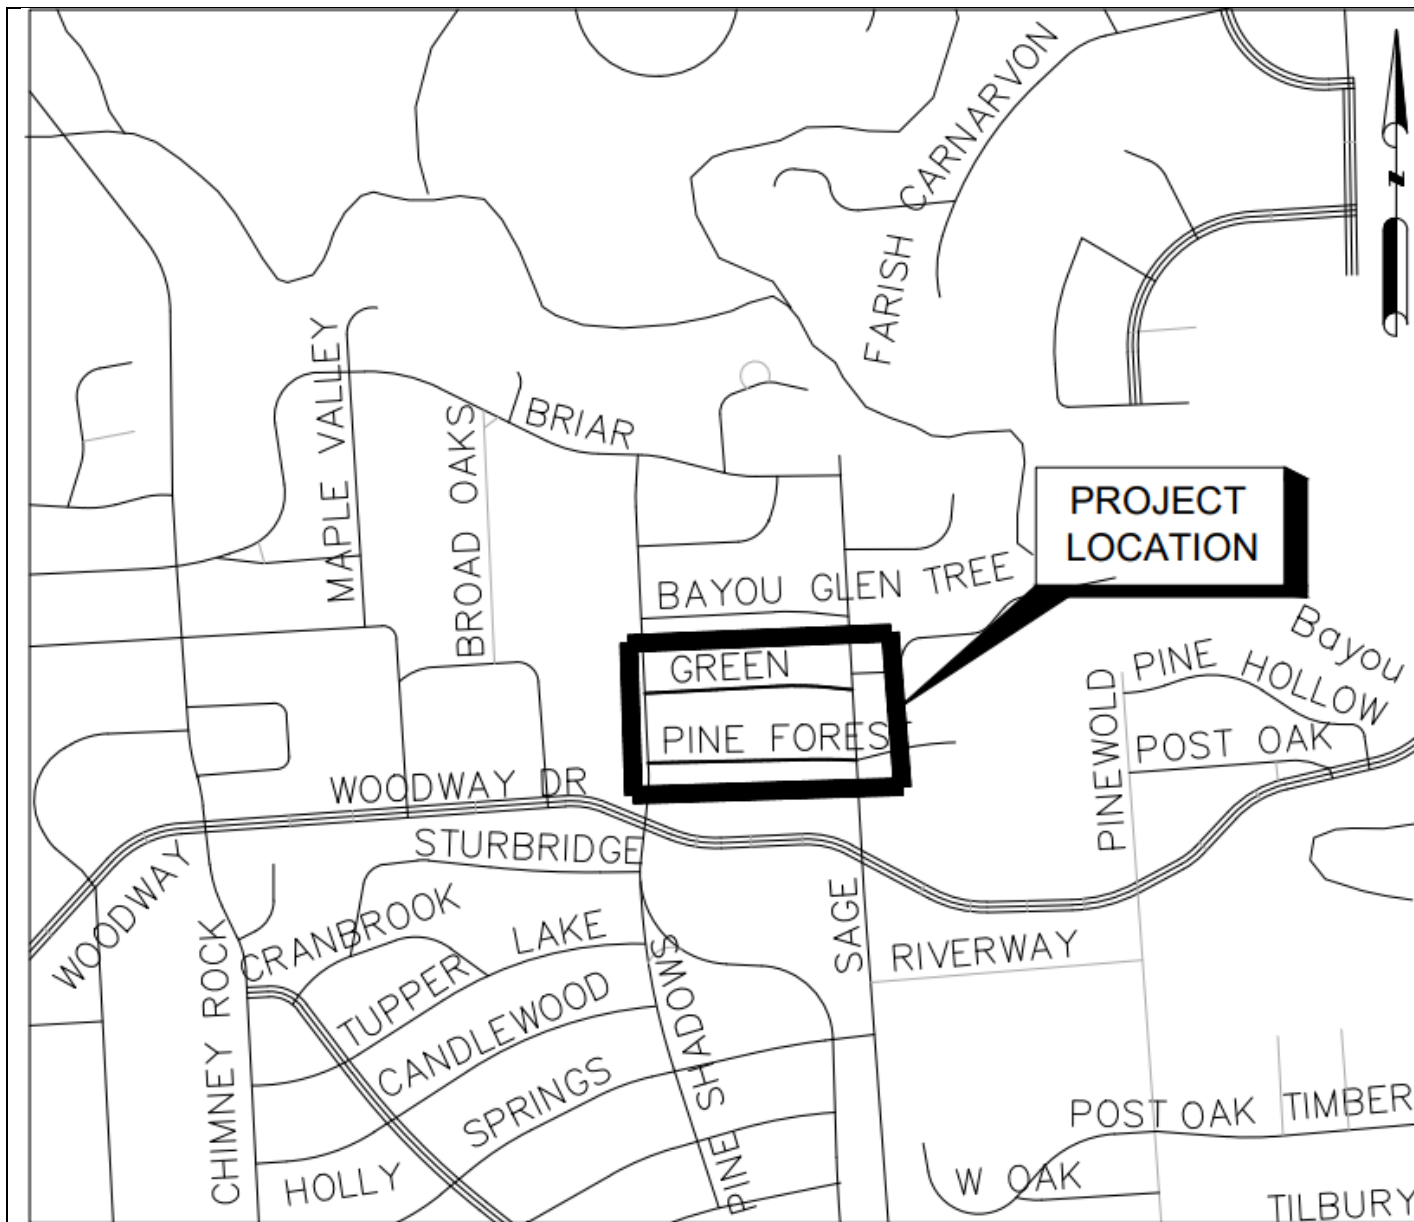 CARNARVON
FARISH
N
MAPLE VALLEY
BROAD OAKS
BRIAR
PROJECT
LOCATION
BAYOU GLEN TREE
GREEN
PINE FOREST
Bayou
PINE HOLLOW
POST OAK
PINEWOLD
WOODWAY DR
STURBRIDGE
WOODWAY
CRANBROOK
CHIMNEY ROCK
TUPPER LAKE
CANDLEWOOD
HOLLY SPRINGS
PINE SHADOWS
SAGE
RIVERWAY
POST OAK TIMBER
W OAK
TILBURY